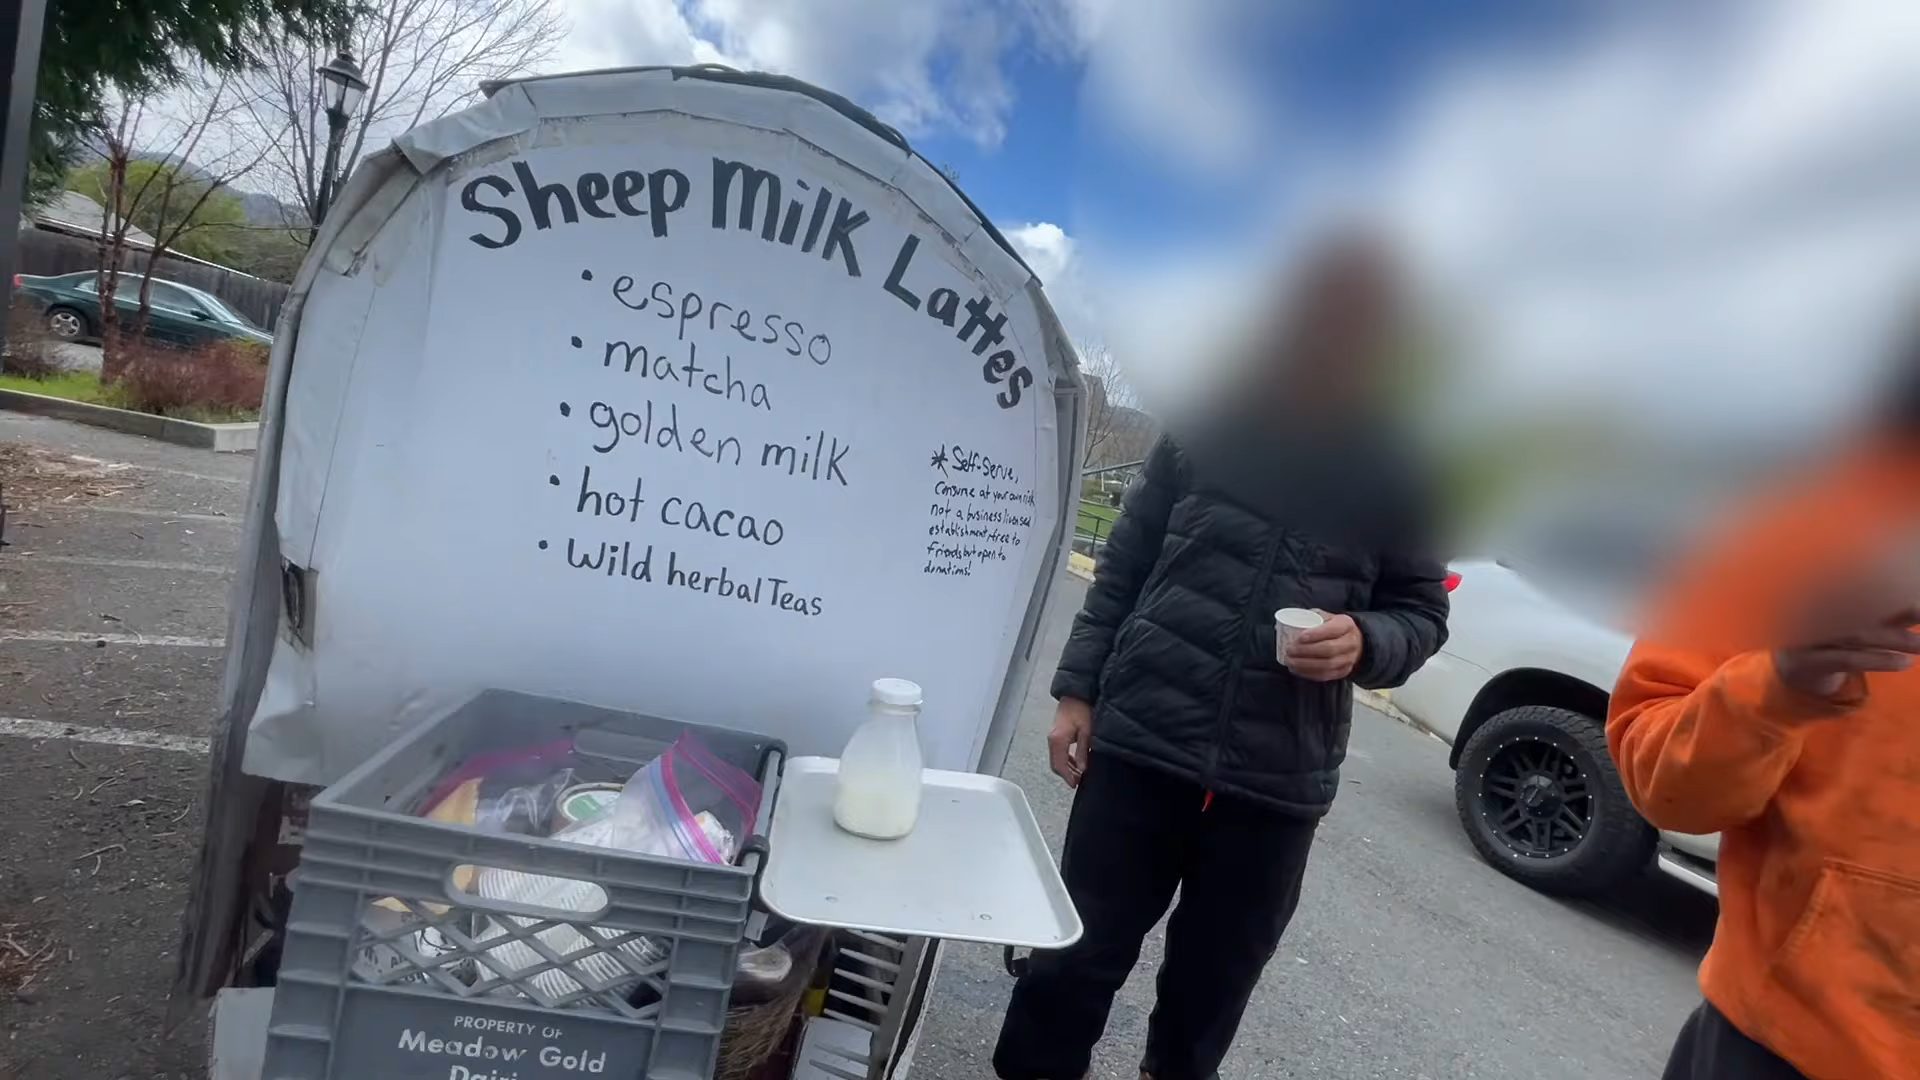 Sheep Milk Lattes
• espresso
• matcha
• golden milk
• hot cacao
• Wild herbal Teas
* Self-Serve,
Consume at your own risk
not a business licensed
establishment, free to
friends but open to
donations!
PROPERTY OF
Meadow Gold